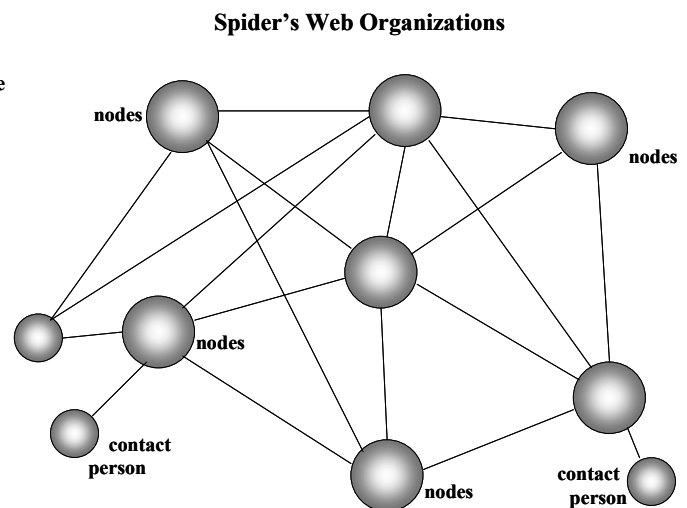 Spider’s Web Organizations
e
nodes
nodes
nodes
contact
person
contact
person
nodes